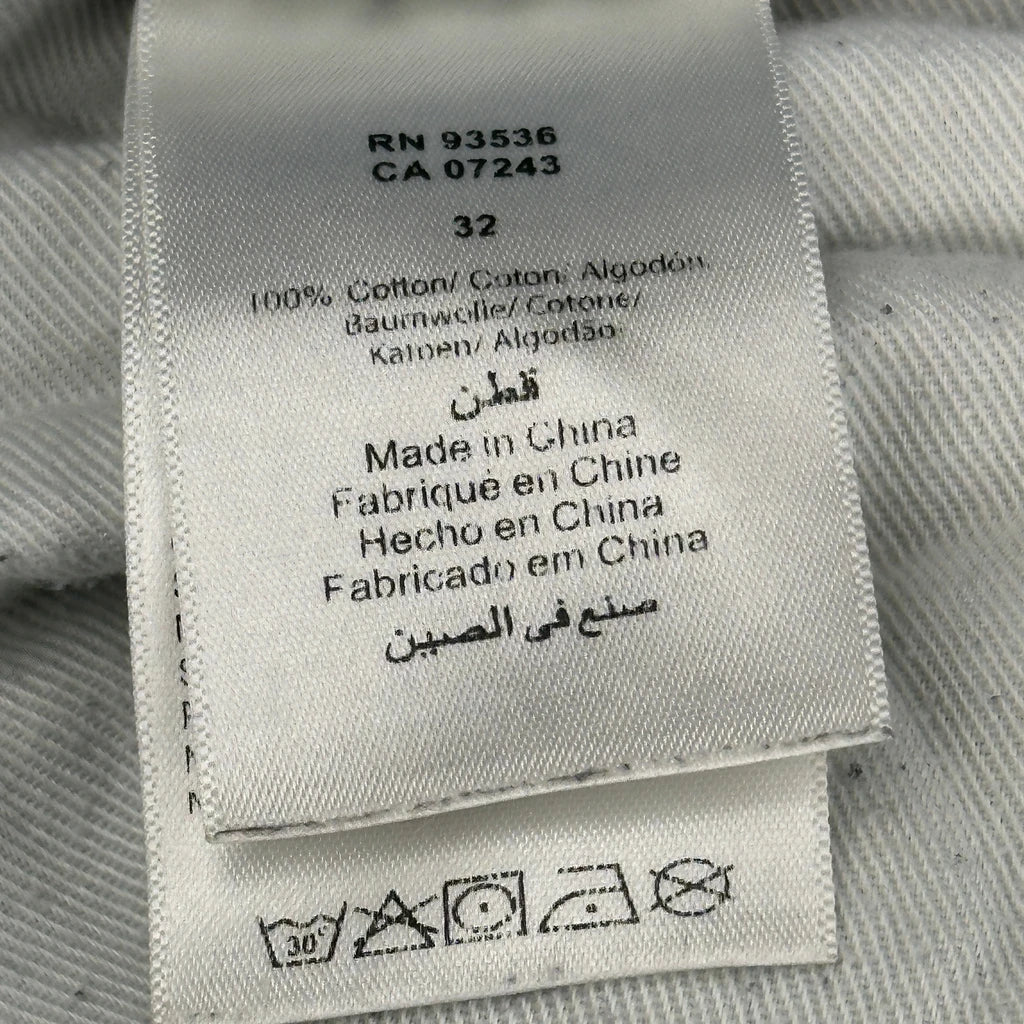 RN 93536
CA 07243
32
100% Cotton/ Coton/ Algodón
Baumwolle/ Cotone/
Katoen/ Algodão
قطن
Made in China
Fabriqué en Chine
Hecho en China
Fabricado em China
صنع في الصين
30°